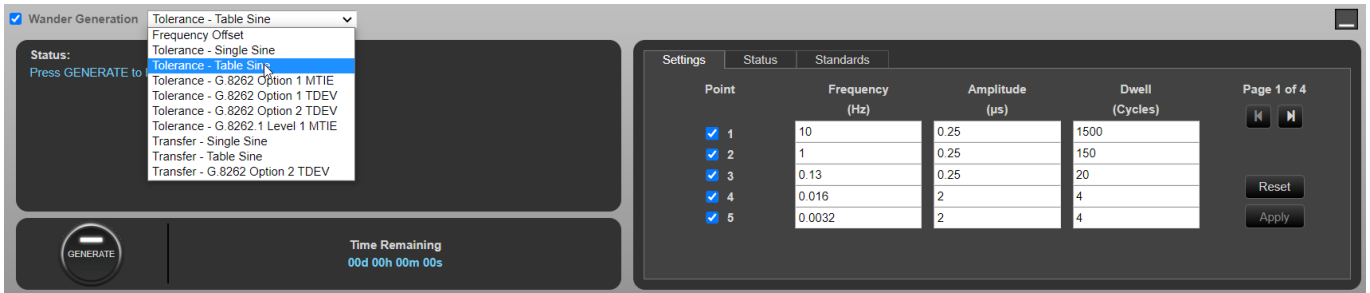 Wander Generation Tolerance - Table Sine
Frequency Offset
Tolerance - Single Sine
Tolerance - Table Sine
Tolerance - G.8262 Option 1 MTIE
Tolerance - G.8262 Option 1 TDEV
Tolerance - G.8262 Option 2 TDEV
Tolerance - G.8262.1 Level 1 MTIE
Transfer - Single Sine
Transfer - Table Sine
Transfer - G.8262 Option 2 TDEV
Status:
Press GENERATE to
GENERATE
Time Remaining
00d 00h 00m 00s
Settings Status Standards
Point Frequency Amplitude Dwell Page 1 of 4
(Hz) (µs) (Cycles)
1 10 0.25 1500
2 1 0.25 150
3 0.13 0.25 20
4 0.016 2 4
5 0.0032 2 4
Reset
Apply